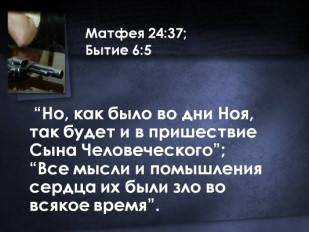 Матфея 24:37;
Бытие 6:5
“Но, как было во дни Ноя,
так будет и в пришествие
Сына Человеческого”;
“Все мысли и помышления
сердца их были зло во
всякое время”.